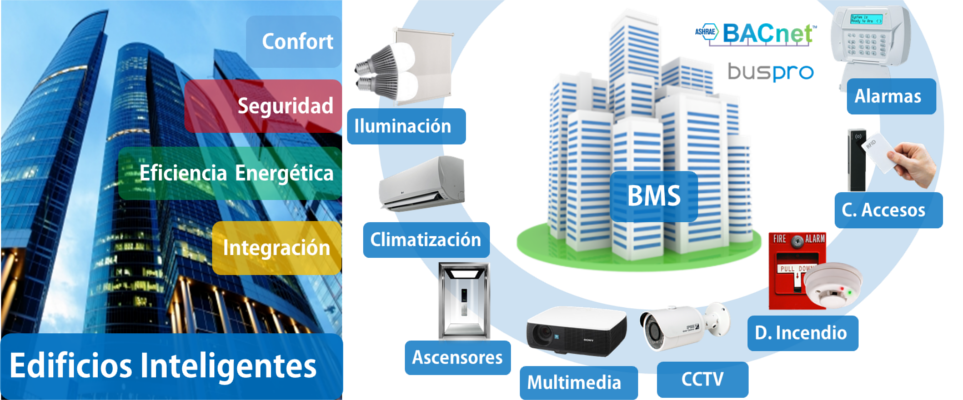 Confort
Seguridad
Eficiencia Energética
Integración
Edificios Inteligentes
Iluminación
Climatización
Ascensores
Multimedia
CCTV
D. Incendio
C. Accesos
Alarmas
BMS
ASHRAE BACnet™
buspro
FIRE ALARM
PULL DOWN